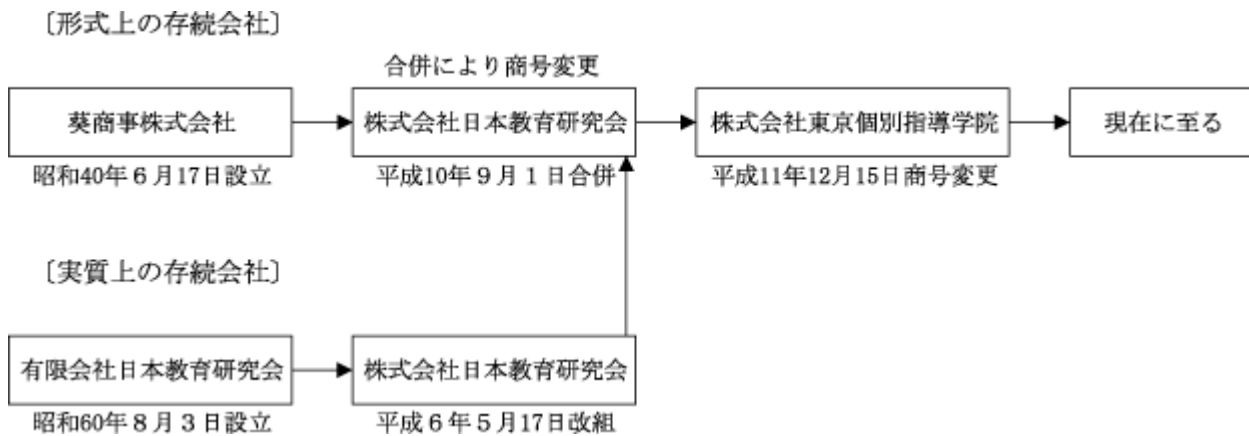 〔形式上の存続会社〕
合併により商号変更
葵商事株式会社 株式会社日本教育研究会 株式会社東京個別指導学院 現在に至る
昭和40年6月17日設立 平成10年9月1日合併 平成11年12月15日商号変更
〔実質上の存続会社〕
有限会社日本教育研究会 株式会社日本教育研究会
昭和60年8月3日設立 平成6年5月17日改組